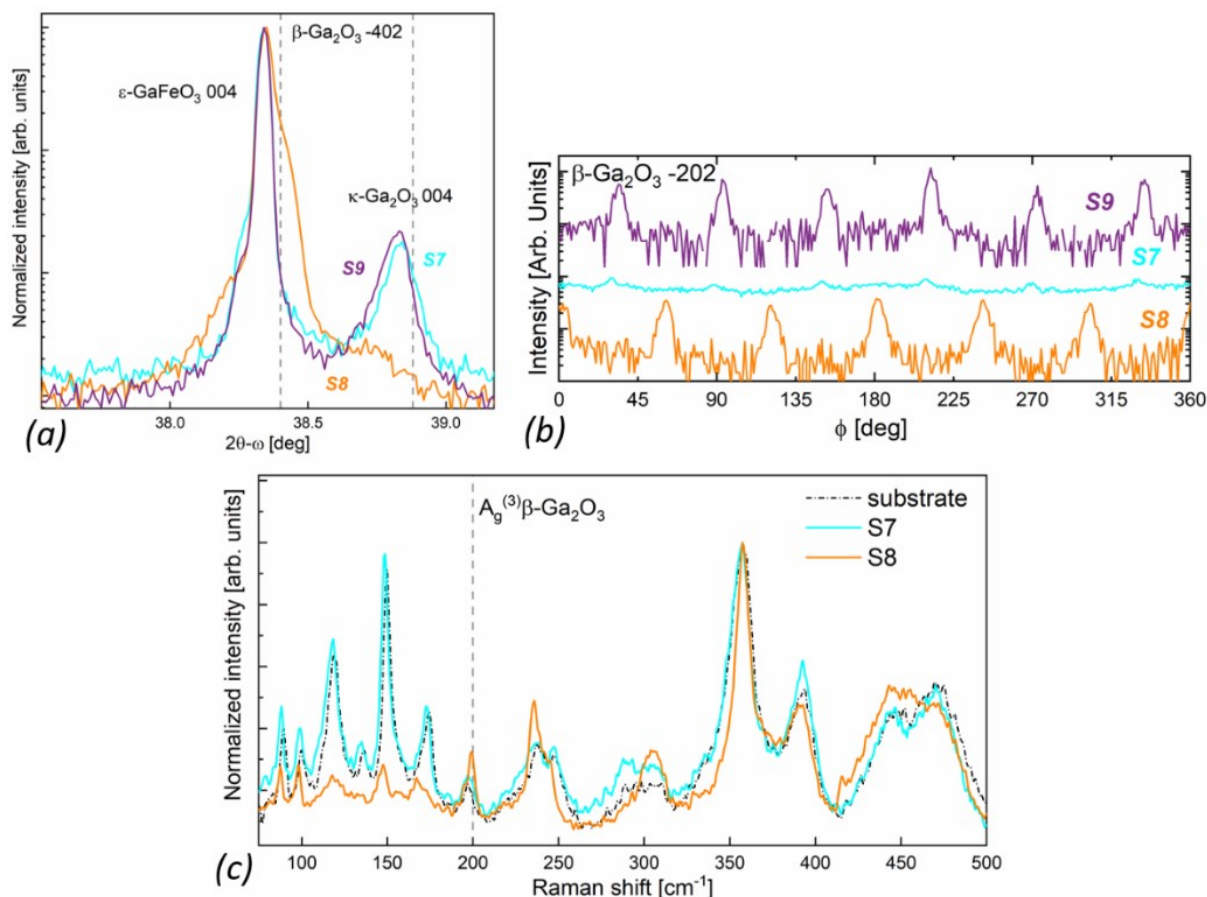 β-Ga₂O₃ -402
ε-GaFeO₃ 004
κ-Ga₂O₃ 004
S9
S7
S8
Normalized intensity [arb. units]
38.0
38.5
39.0
2θ-ω [deg]
(a)
β-Ga₂O₃ -202
S9
S7
S8
Intensity [Arb. Units]
0
45
90
135
180
225
270
315
360
ϕ [deg]
(b)
A_g⁽³⁾β-Ga₂O₃
substrate
S7
S8
Normalized intensity [arb. units]
100
150
200
250
300
350
400
450
500
Raman shift [cm⁻¹]
(c)